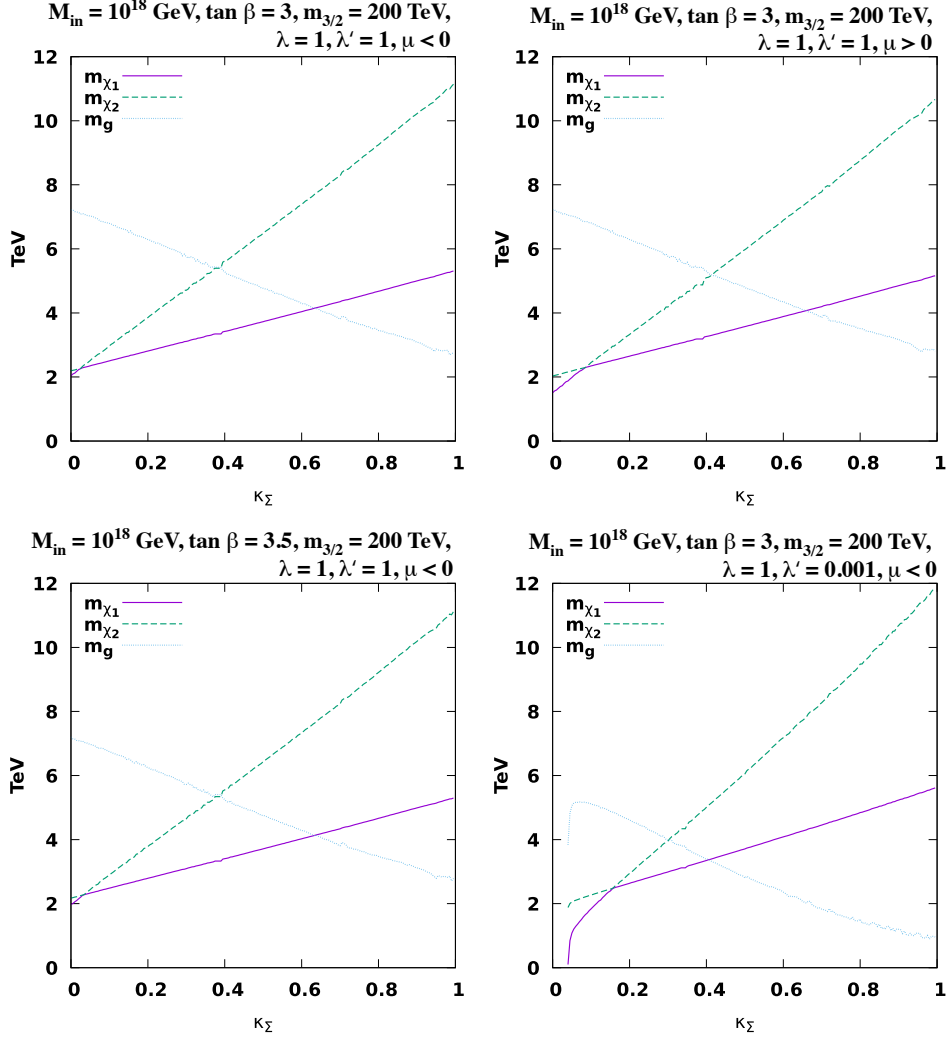 M_in = 10^18 GeV, tan β = 3, m_3/2 = 200 TeV,
λ = 1, λ‘ = 1, μ < 0
12
10
8
6
4
2
0
TeV
m_χ1
m_χ2
m_g
0 0.2 0.4 0.6 0.8 1
κ_Σ
M_in = 10^18 GeV, tan β = 3, m_3/2 = 200 TeV,
λ = 1, λ‘ = 1, μ > 0
12
10
8
6
4
2
0
TeV
m_χ1
m_χ2
m_g
0 0.2 0.4 0.6 0.8 1
κ_Σ
M_in = 10^18 GeV, tan β = 3.5, m_3/2 = 200 TeV,
λ = 1, λ‘ = 1, μ < 0
12
10
8
6
4
2
0
TeV
m_χ1
m_χ2
m_g
0 0.2 0.4 0.6 0.8 1
κ_Σ
M_in = 10^18 GeV, tan β = 3, m_3/2 = 200 TeV,
λ = 1, λ‘ = 0.001, μ < 0
12
10
8
6
4
2
0
TeV
m_χ1
m_χ2
m_g
0 0.2 0.4 0.6 0.8 1
κ_Σ